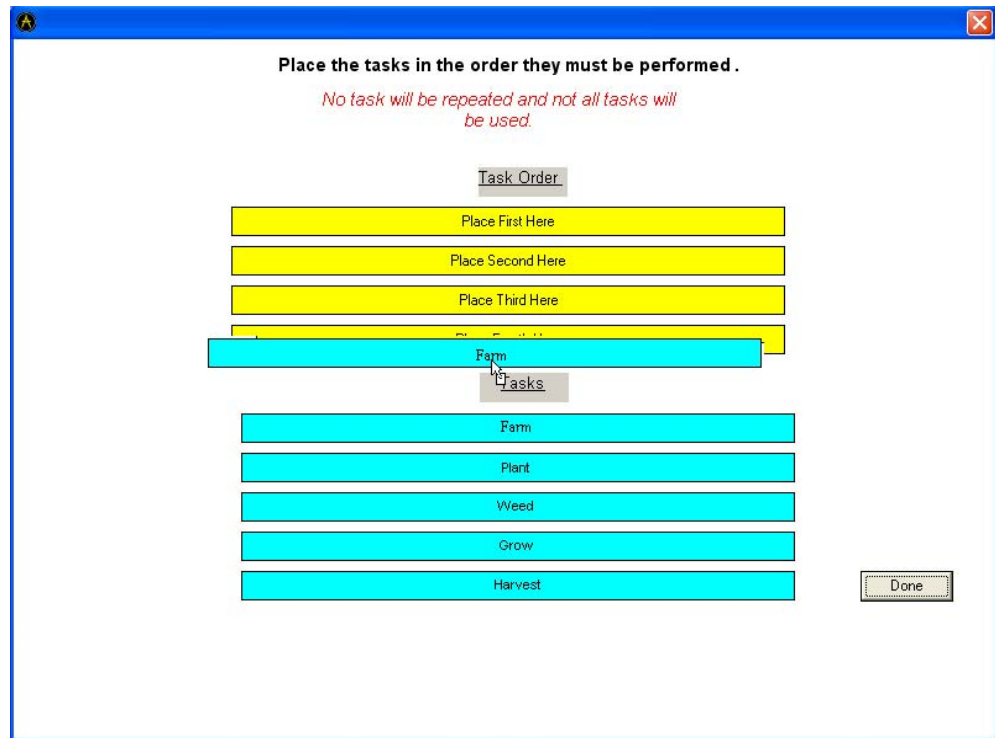 Place the tasks in the order they must be performed .
No task will be repeated and not all tasks will
be used.
Task Order
Place First Here
Place Second Here
Place Third Here
Farm
Tasks
Farm
Plant
Weed
Grow
Harvest
Done